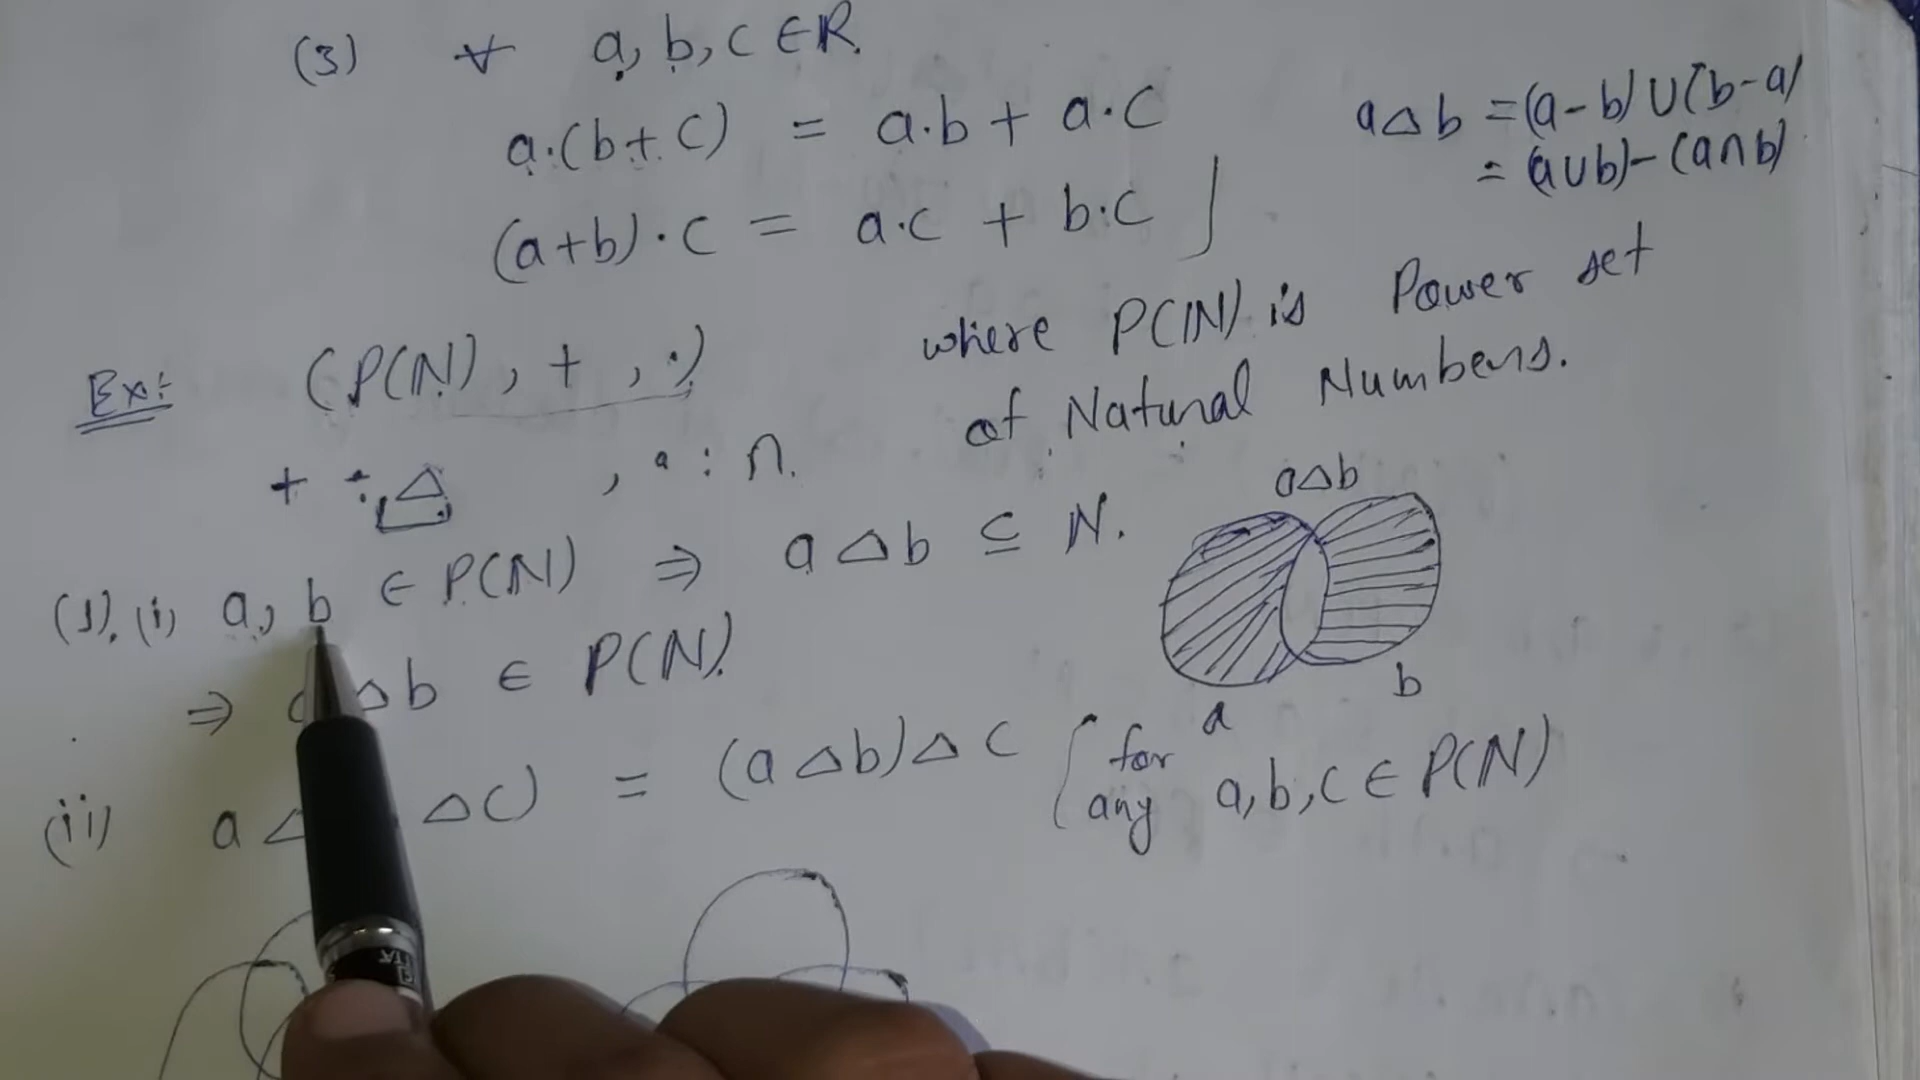 (3) ∀ a, b, c ∈ R.
a.(b+c) = a.b + a.c
(a+b).c = a.c + b.c ]
a△b = (a-b)∪(b-a)
= (a∪b)-(a∩b)
Ex: (P(N), +, .)
where P(N) is Power set
of Natural Numbers.
+ : △ , . : ∩.
(1). (i) a, b ∈ P(N) ⇒ a△b ⊆ N.
⇒ △b ∈ P(N).
a△b
a
b
(ii) a△ △c) = (a△b)△c [for
any a,b,c ∈ P(N)